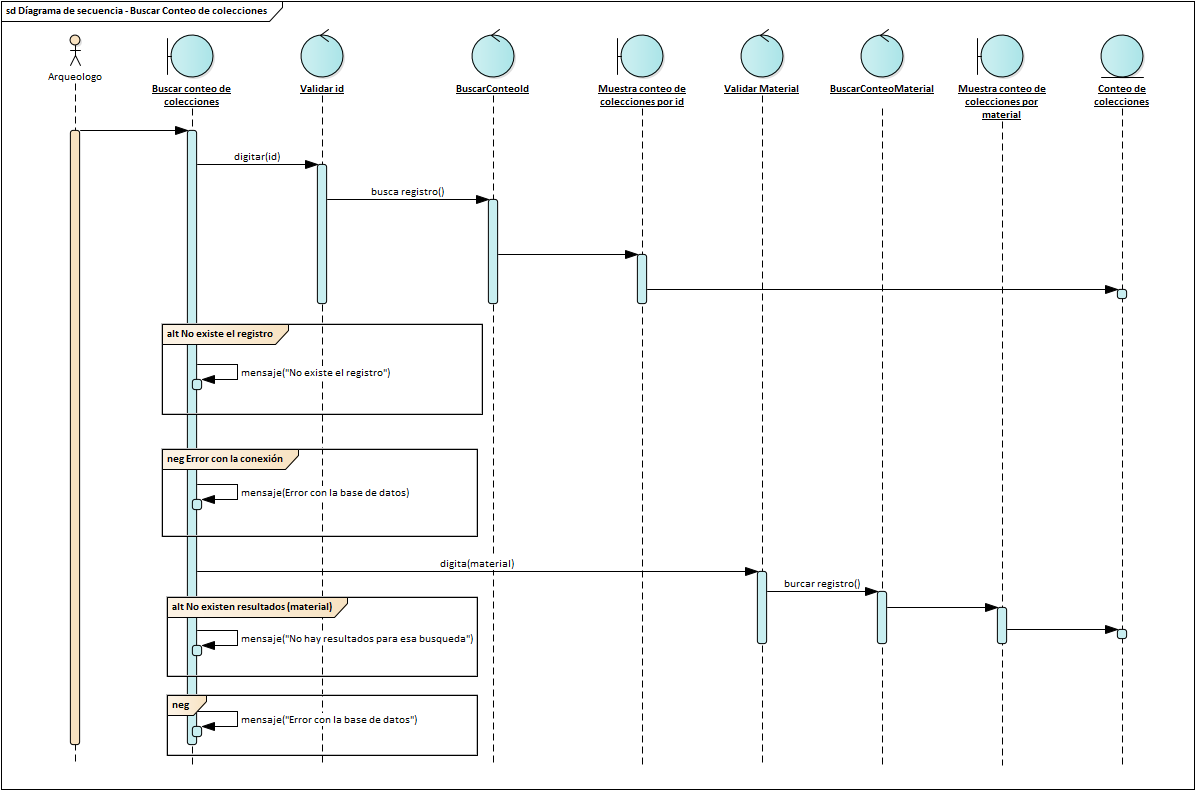 sd Diagrama de secuencia - Buscar Conteo de colecciones
Arqueologo
Buscar conteo de
colecciones
Validar id
BuscarConteoId
Muestra conteo de
colecciones por id
Validar Material
BuscarConteoMaterial
Muestra conteo de
colecciones por
material
Conteo de
colecciones
digitar(id)
busca registro()
alt No existe el registro
mensaje("No existe el registro")
neg Error con la conexión
mensaje(Error con la base de datos)
digita(material)
burcar registro()
alt No existen resultados (material)
mensaje("No hay resultados para esa busqueda")
neg
mensaje("Error con la base de datos")